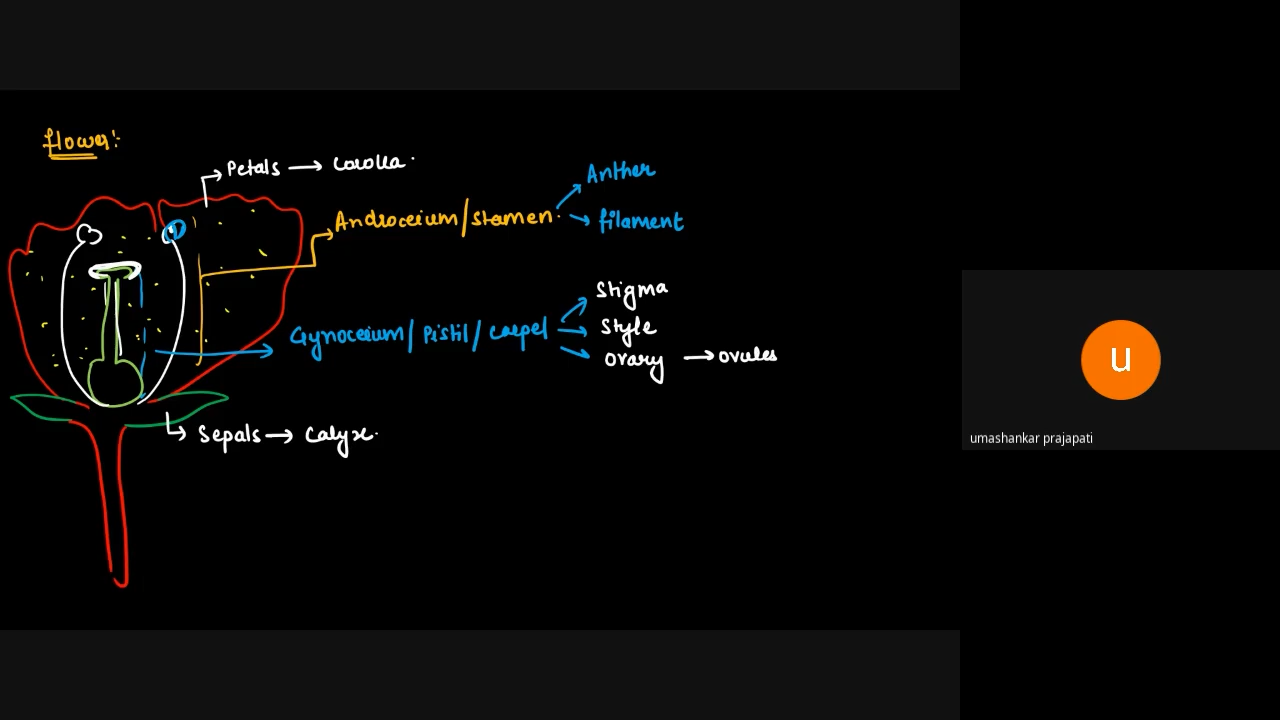 flower:-
Petals → Corolla.
Anther
Androecium/Stamen.
filament
Stigma
Gynoecium/Pistil/carpel
Style
Ovary → ovules
Sepals → Calyx.
U
umashankar prajapati